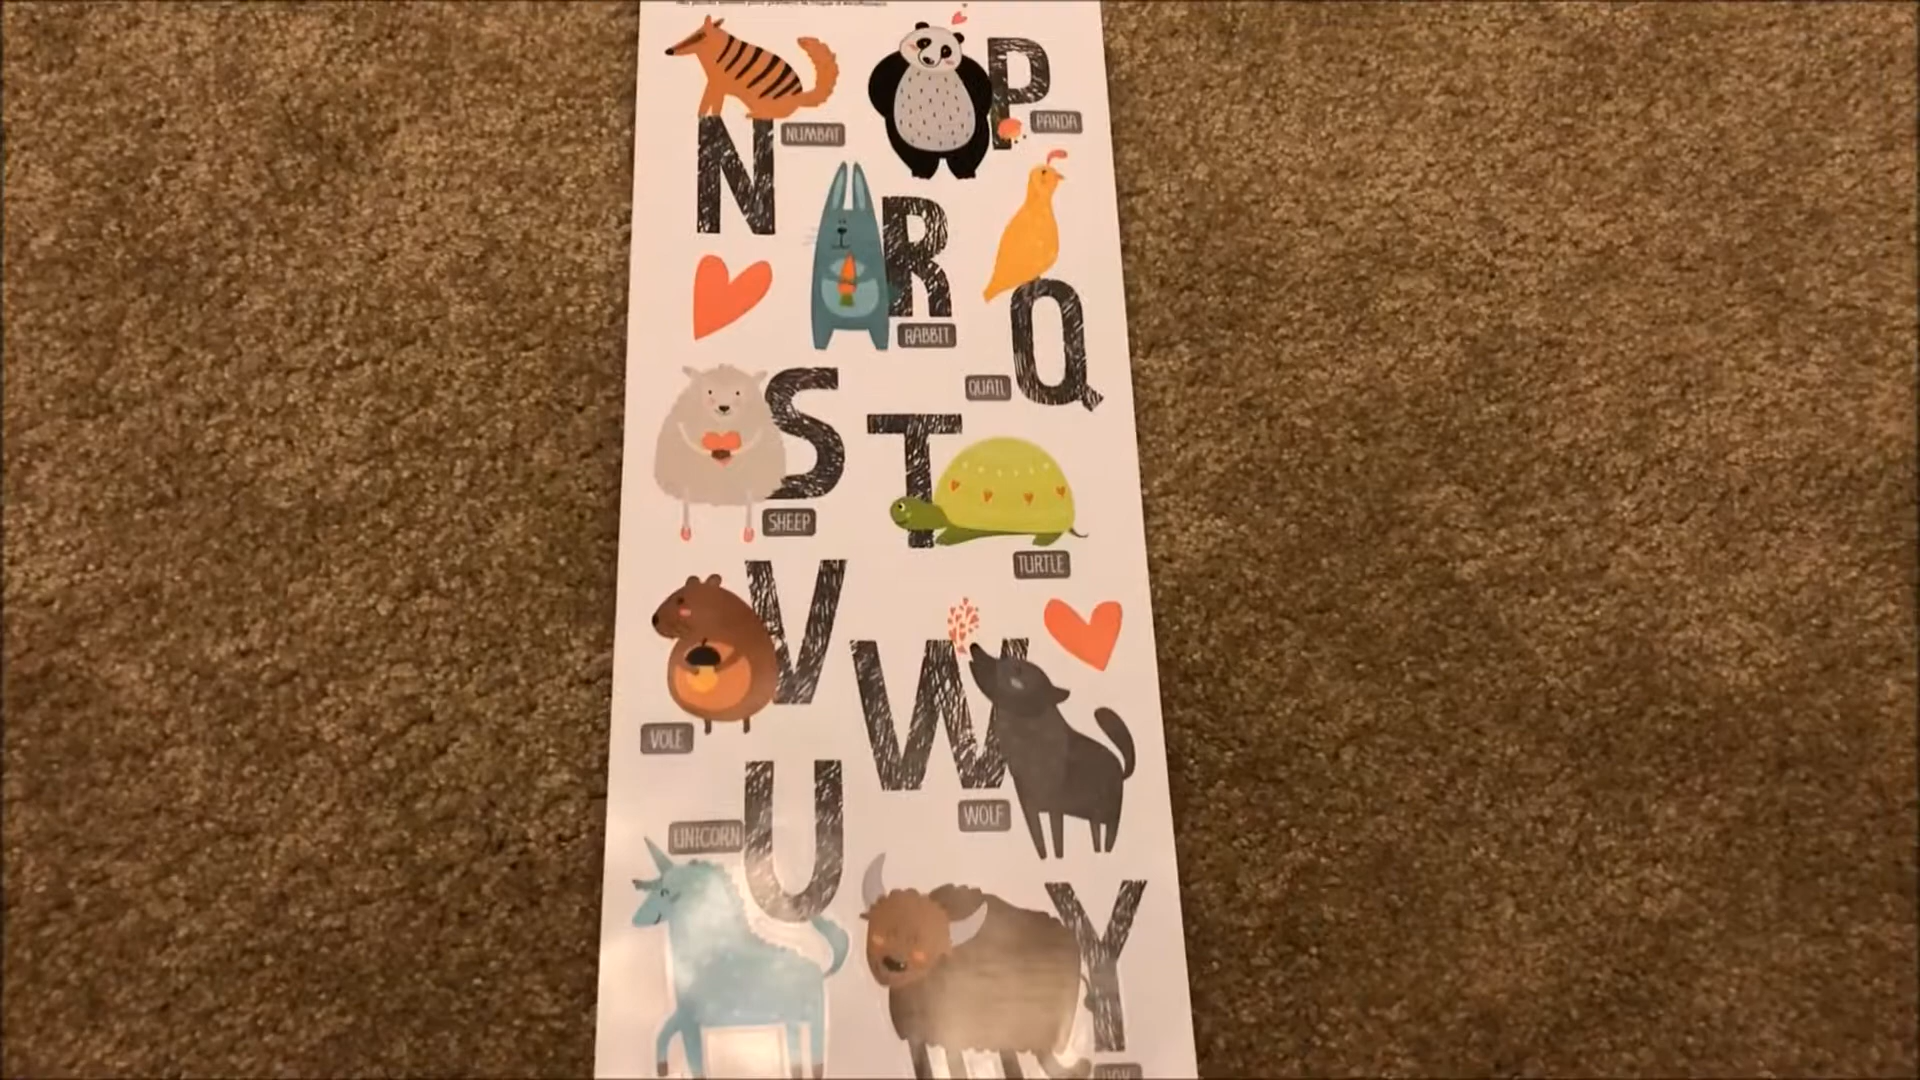 NUMBAT
N
P
PANDA
R
RABBIT
QUAIL
Q
S
SHEEP
T
TURTLE
V
VOLE
W
WOLF
U
UNICORN
Y